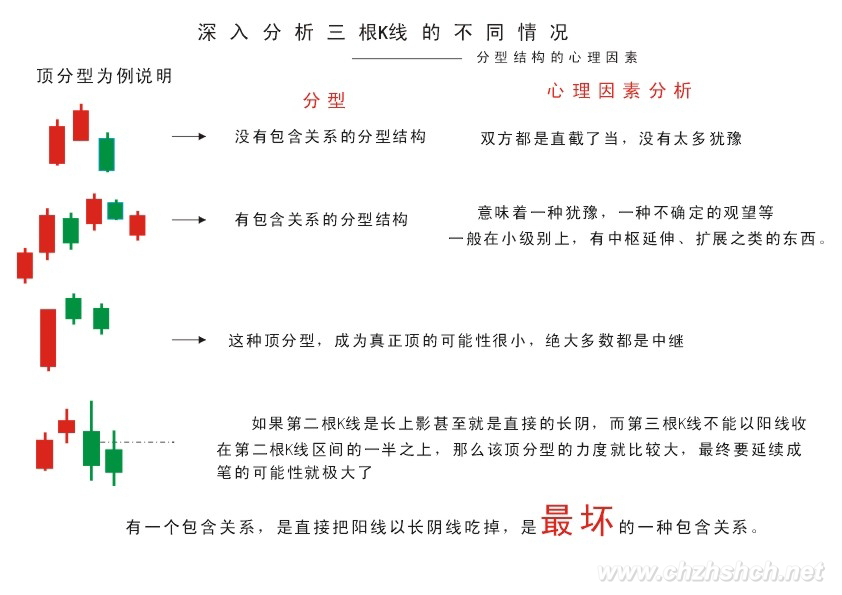 深入分析三根K线的不同情况
分型结构的心理因素
顶分型为例说明
分型
心理因素分析
没有包含关系的分型结构
双方都是直截了当，没有太多犹豫
有包含关系的分型结构
意味着一种犹豫，一种不确定的观望等
一般在小级别上，有中枢延伸、扩展之类的东西。
这种顶分型，成为真正顶的可能性很小，绝大多数都是中继
如果第二根K线是长上影甚至就是直接的长阴，而第三根K线不能以阳线收
在第二根K线区间的一半之上，那么该顶分型的力度就比较大，最终要延续成
笔的可能性就极大了
有一个包含关系，是直接把阳线以长阴线吃掉，是最坏的一种包含关系。
www.chzhshch.net